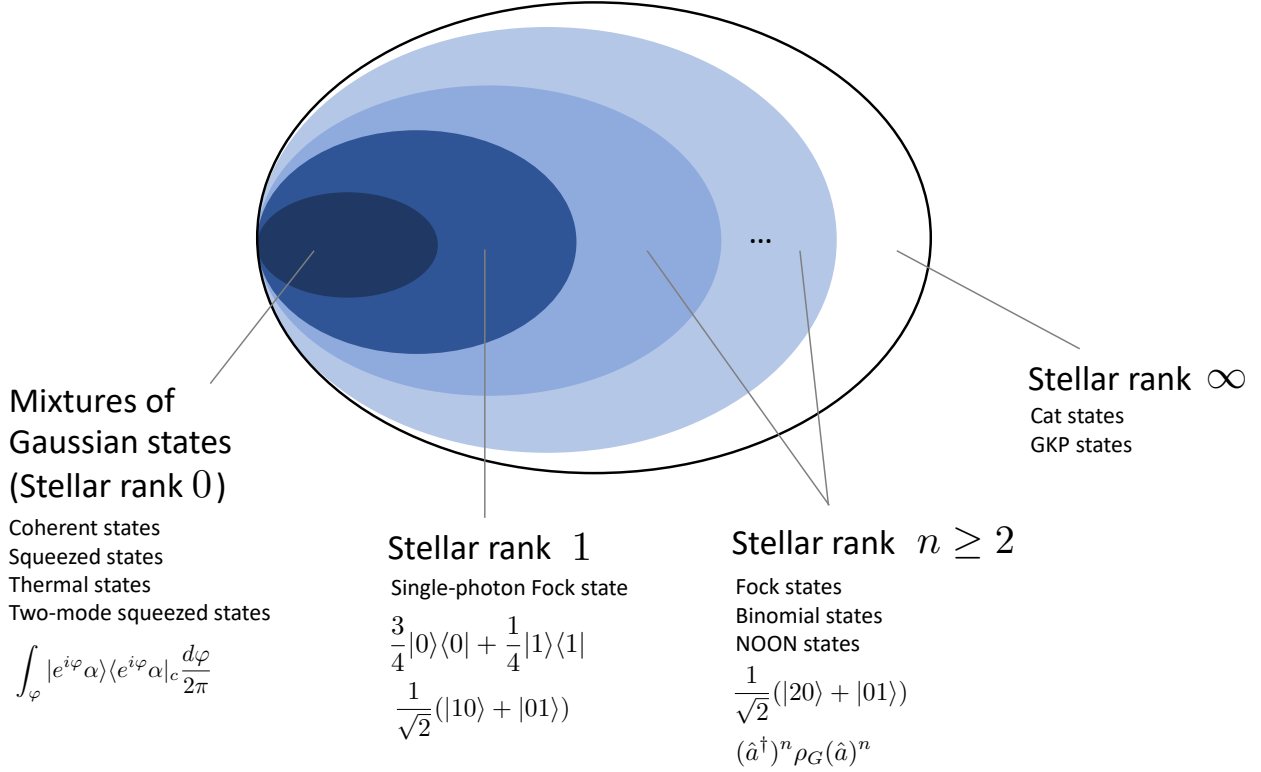 ...
Mixtures of
Gaussian states
(Stellar rank 0)
Coherent states
Squeezed states
Thermal states
Two-mode squeezed states
∫_φ |e^{iφ}α⟩⟨e^{iφ}α|_c dφ/2π
Stellar rank 1
Single-photon Fock state
3/4|0⟩⟨0| + 1/4|1⟩⟨1|
1/√2(|10⟩ + |01⟩)
Stellar rank n ≥ 2
Fock states
Binomial states
NOON states
1/√2(|20⟩ + |01⟩)
(â†)^n ρ_G(â)^n
Stellar rank ∞
Cat states
GKP states